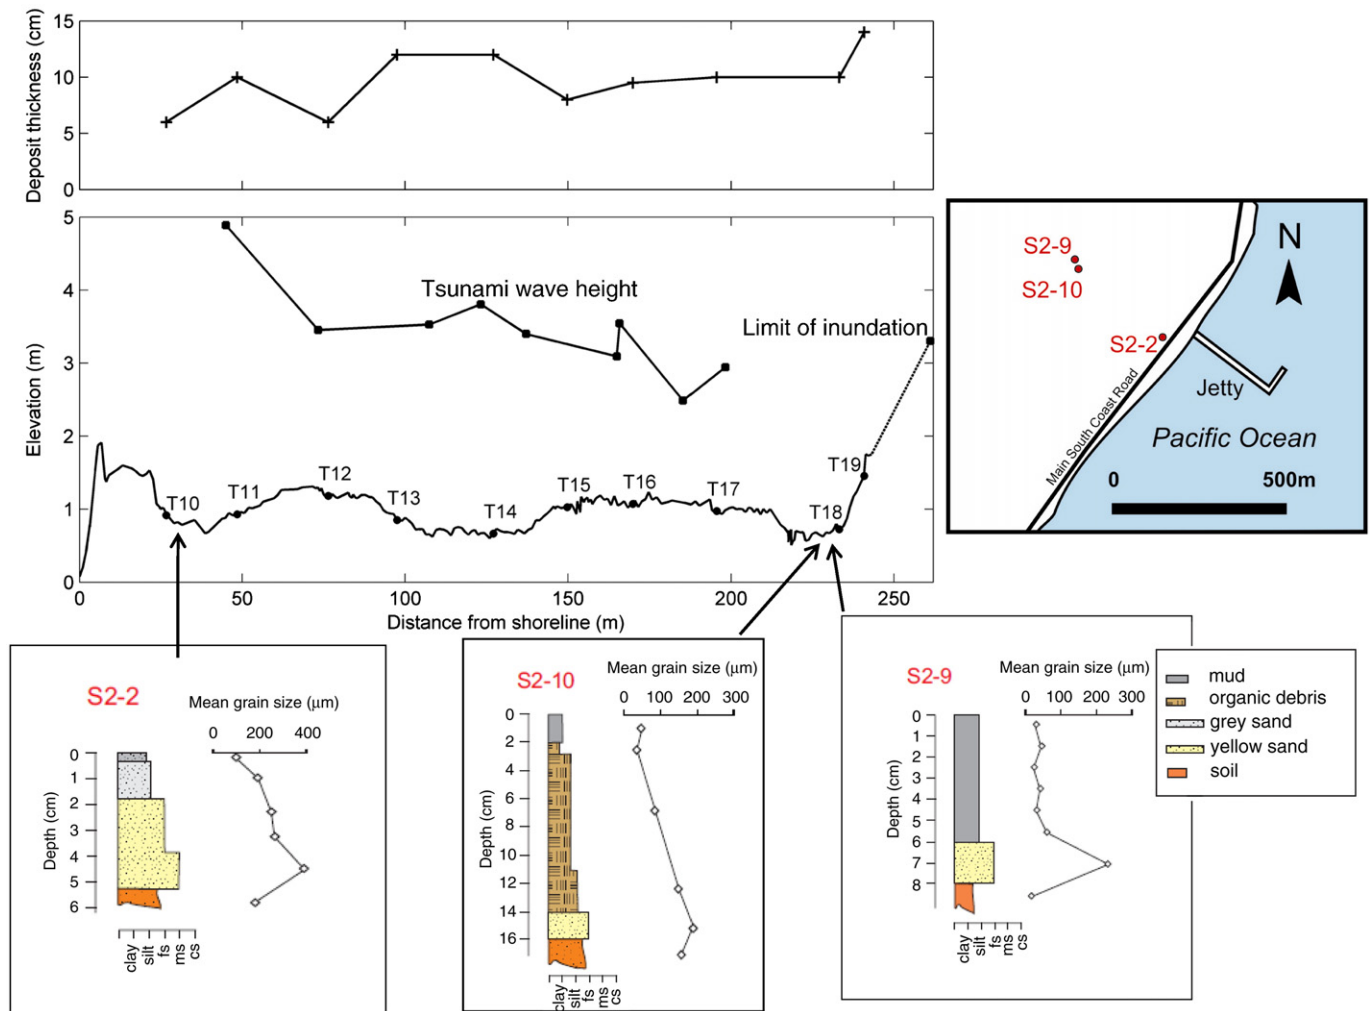 15
10
5
0
Deposit thickness (cm)
5
4
3
2
1
0
Elevation (m)
Tsunami wave height
Limit of inundation
T10
T11
T12
T13
T14
T15
T16
T17
T18
T19
0 50 100 150 200 250
Distance from shoreline (m)
S2-9
S2-10
S2-2
N
Jetty
Main South Coast Road
Pacific Ocean
0 500m
S2-2
Mean grain size (μm)
0 200 400
0
1
2
3
4
5
6
Depth (cm)
clay
silt
fs
ms
cs
S2-10
Mean grain size (μm)
0 100 200 300
0
2
4
6
8
10
12
14
16
Depth (cm)
clay
silt
fs
ms
cs
S2-9
Mean grain size (μm)
0 100 200 300
0
1
2
3
4
5
6
7
8
Depth (cm)
clay
silt
fs
ms
cs
mud
organic debris
grey sand
yellow sand
soil